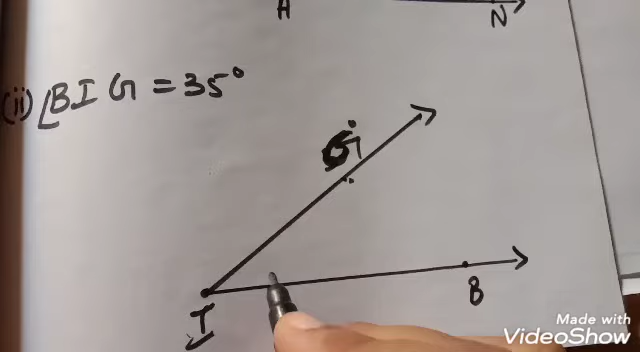 A N
(ii) ∠BIG = 35°
G
I B
Made with
VideoShow